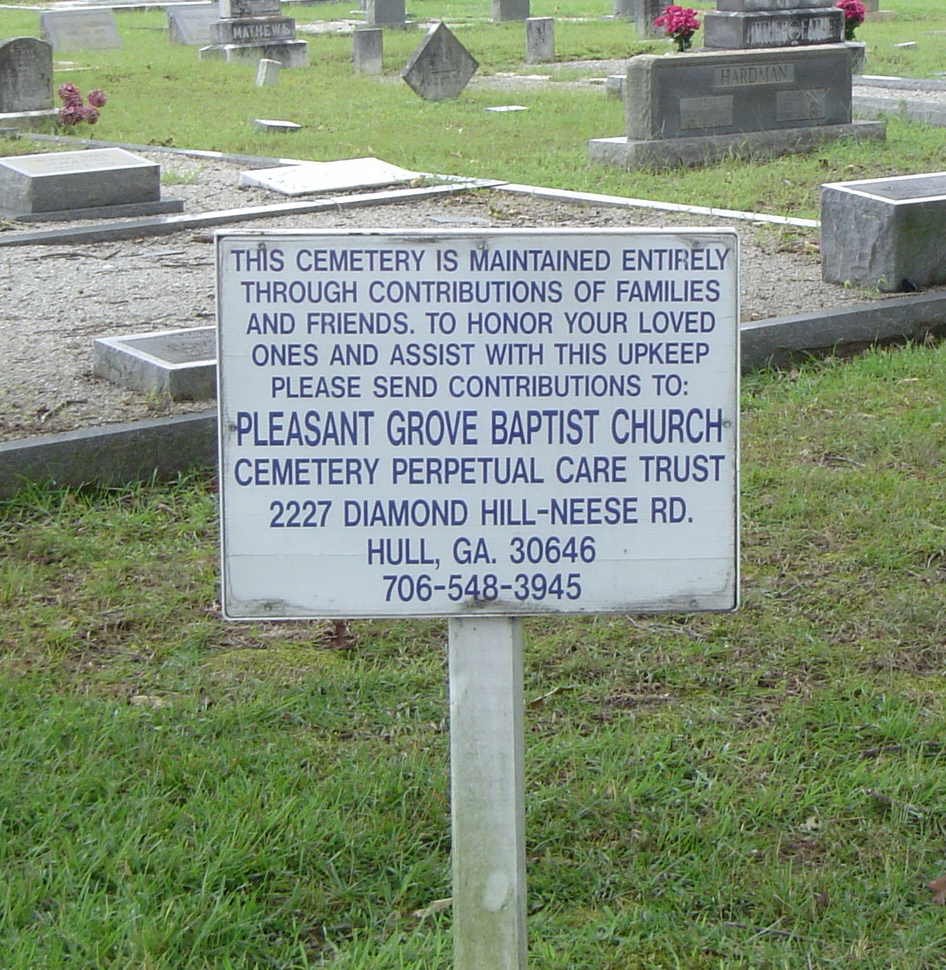 MATHEWS
HARDMAN
THIS CEMETERY IS MAINTAINED ENTIRELY
THROUGH CONTRIBUTIONS OF FAMILIES
AND FRIENDS. TO HONOR YOUR LOVED
ONES AND ASSIST WITH THIS UPKEEP
PLEASE SEND CONTRIBUTIONS TO:
PLEASANT GROVE BAPTIST CHURCH
CEMETERY PERPETUAL CARE TRUST
2227 DIAMOND HILL-NEESE RD.
HULL, GA. 30646
706-548-3945